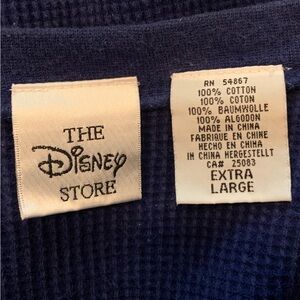 THE
Disney
STORE
RN 54867
100% COTTON
100% COTON
100% BAUMWOLLE
100% ALGODON
MADE IN CHINA
FABRIQUE EN CHINE
HECHO EN CHINA
IN CHINA HERGESTELLT
CA# 25083
EXTRA
LARGE